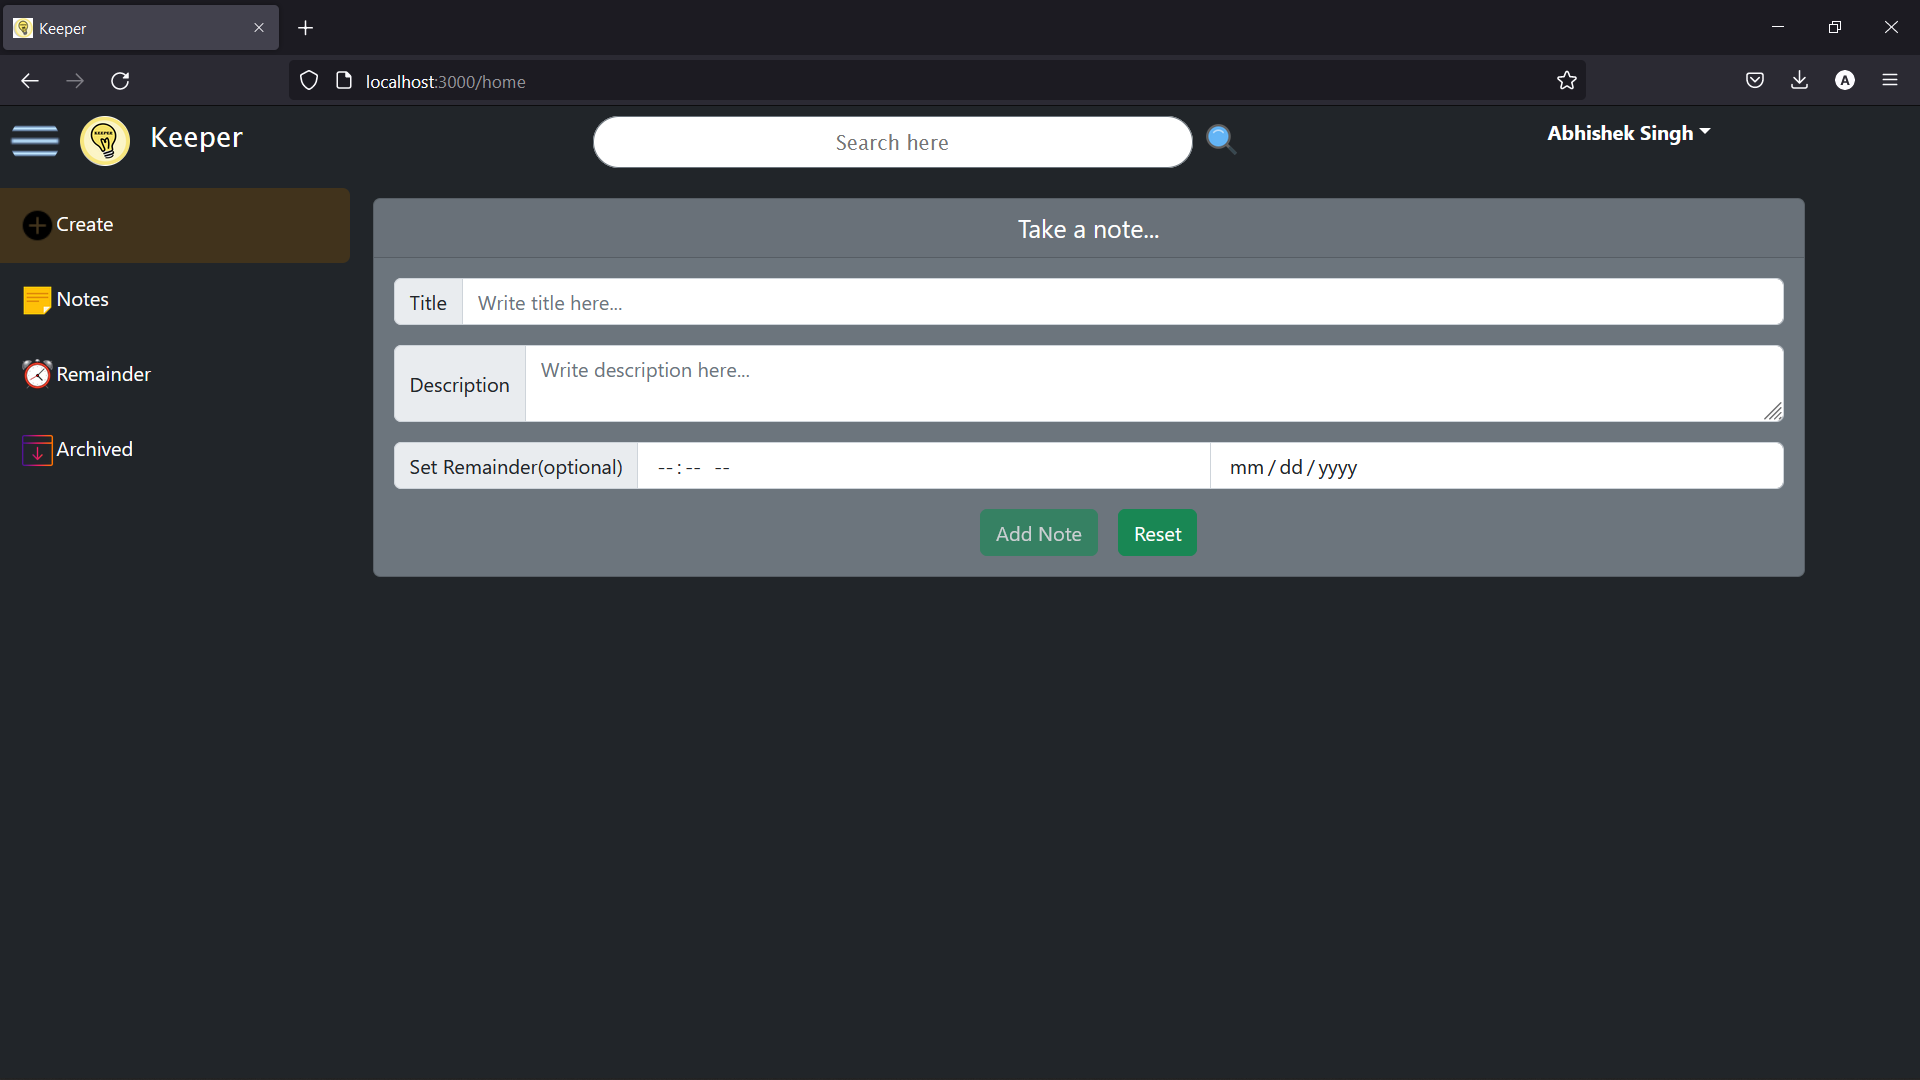 Keeper
localhost:3000/home
A
KEEPER
Keeper
Search here
Abhishek Singh
Create
Notes
Remainder
Archived
Take a note...
Title
Write title here...
Description
Write description here...
Set Remainder(optional)
--:-- --
mm/dd/yyyy
Add Note
Reset